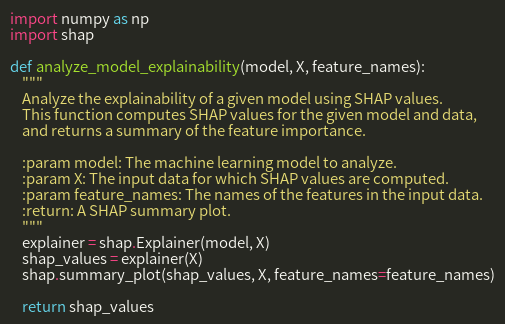 import numpy as np
import shap

def analyze_model_explainability(model, X, feature_names):
    """
    Analyze the explainability of a given model using SHAP values.
    This function computes SHAP values for the given model and data,
    and returns a summary of the feature importance.

    :param model: The machine learning model to analyze.
    :param X: The input data for which SHAP values are computed.
    :param feature_names: The names of the features in the input data.
    :return: A SHAP summary plot.
    """
    explainer = shap.Explainer(model, X)
    shap_values = explainer(X)
    shap.summary_plot(shap_values, X, feature_names=feature_names)

    return shap_values